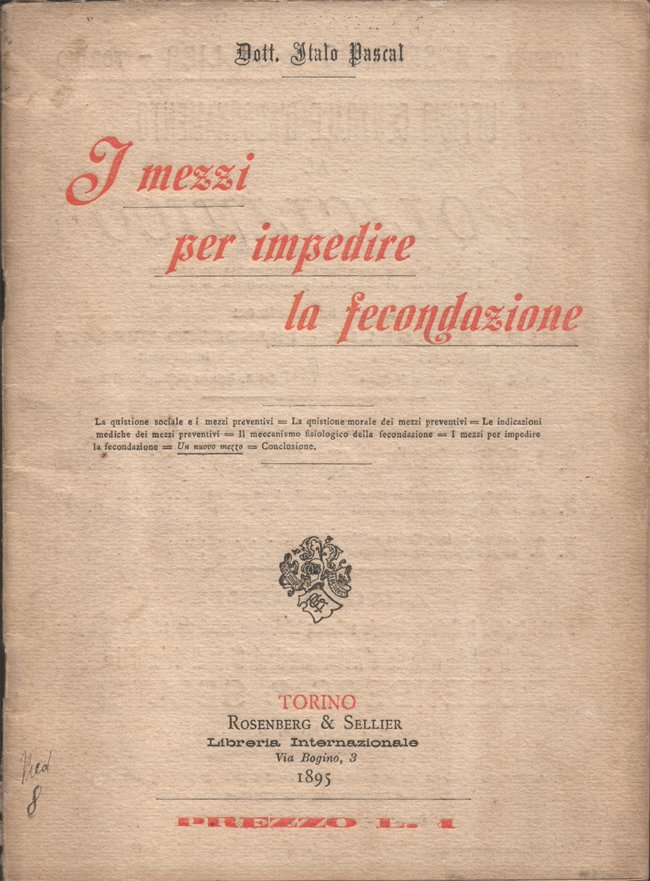 Dott. Italo Pascal
I mezzi
per impedire
la fecondazione
La quistione sociale e i mezzi preventivi = La quistione morale dei mezzi preventivi = Le indicazioni
mediche dei mezzi preventivi = Il meccanismo fisiologico della fecondazione = I mezzi per impedire
la fecondazione = Un nuovo mezzo = Conclusione.
TORINO
ROSENBERG & SELLIER
Libreria Internazionale
Via Bogino, 3
1895
Med
8
PREZZO L. 1